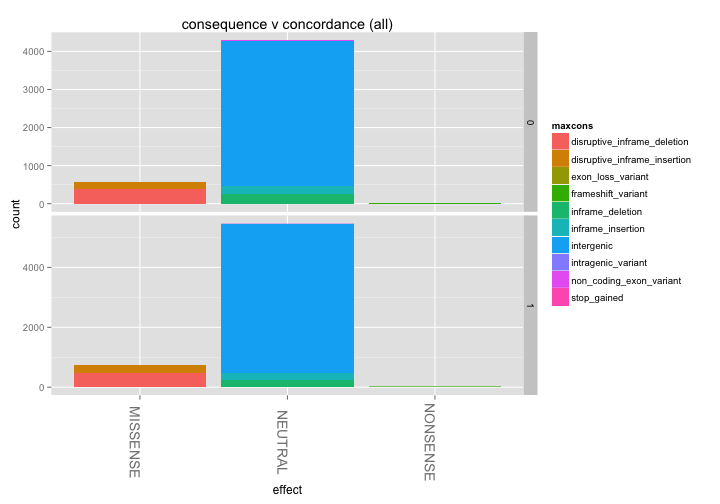 consequence v concordance (all)
4000
3000
2000
1000
0
0
4000
2000
0
1
count
MISSENSE
NEUTRAL
NONSENSE
effect
maxcons
disruptive_inframe_deletion
disruptive_inframe_insertion
exon_loss_variant
frameshift_variant
inframe_deletion
inframe_insertion
intergenic
intragenic_variant
non_coding_exon_variant
stop_gained